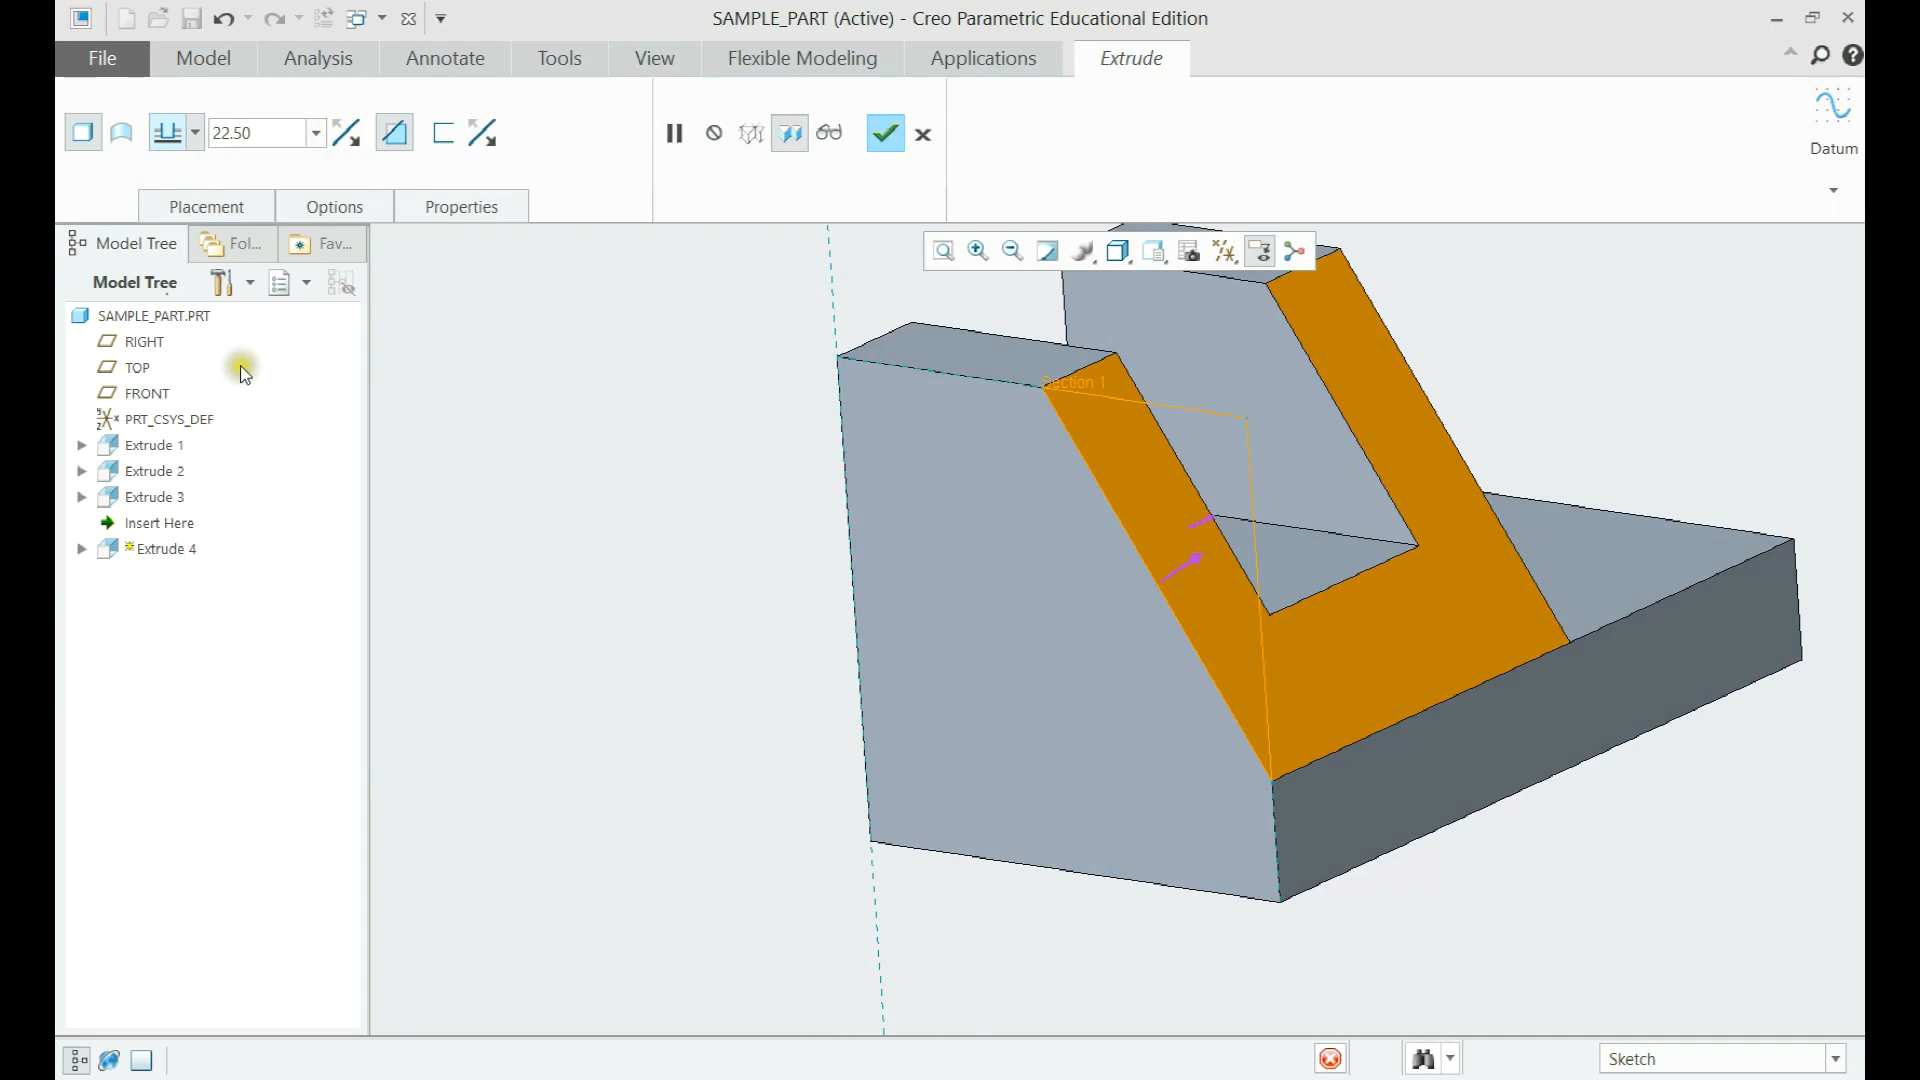 SAMPLE_PART (Active) - Creo Parametric Educational Edition
File Model Analysis Annotate Tools View Flexible Modeling Applications Extrude
22.50
Datum
Placement Options Properties
Model Tree Fol... Fav...
Model Tree
SAMPLE_PART.PRT
RIGHT
TOP
FRONT
PRT_CSYS_DEF
Extrude 1
Extrude 2
Extrude 3
Insert Here
Extrude 4
Section 1
Sketch